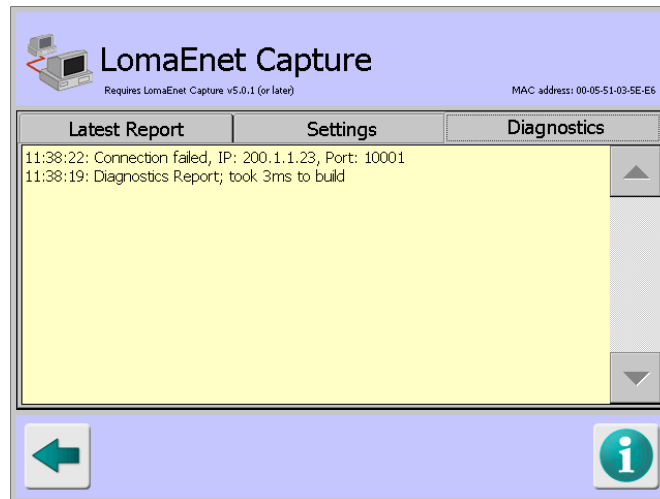 LomaEnet Capture
Requires LomaEnet Capture v5.0.1 (or later)
MAC address: 00-05-51-03-5E-E6
Latest Report
Settings
Diagnostics
11:38:22: Connection failed, IP: 200.1.1.23, Port: 10001
11:38:19: Diagnostics Report; took 3ms to build